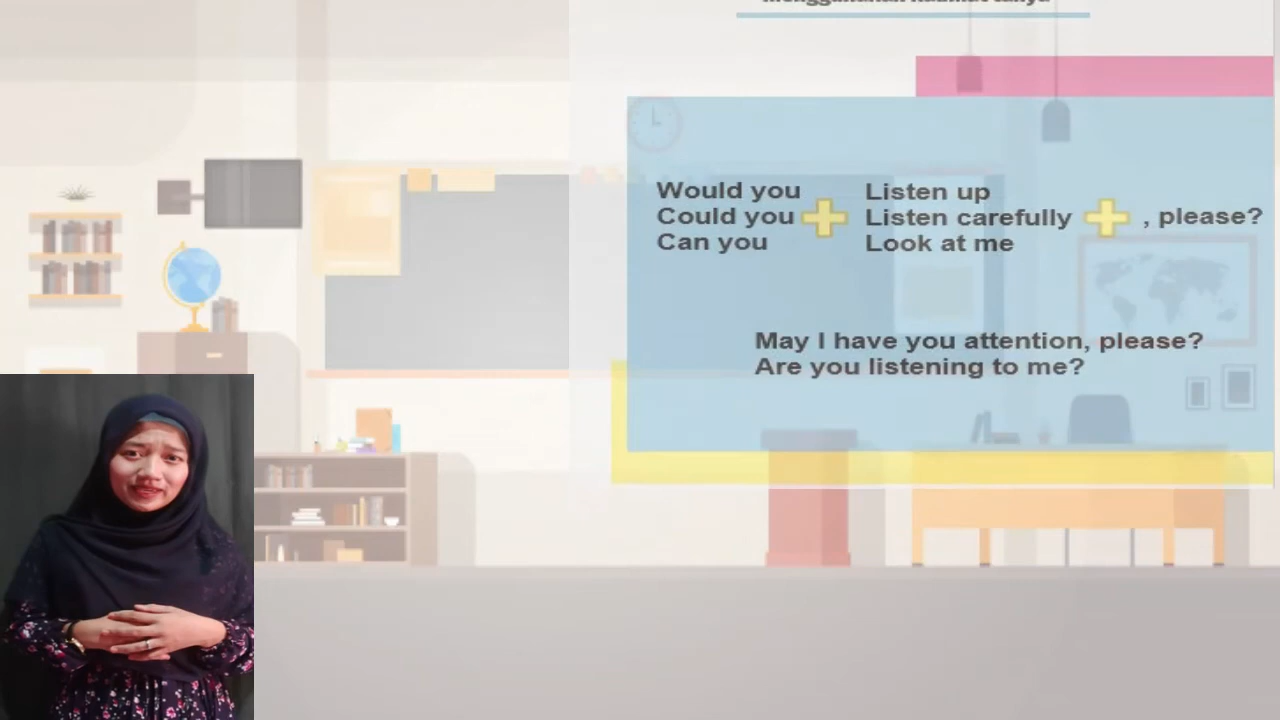 Would you
Could you
Can you
Listen up
Listen carefully
Look at me
, please?
May I have you attention, please?
Are you listening to me?